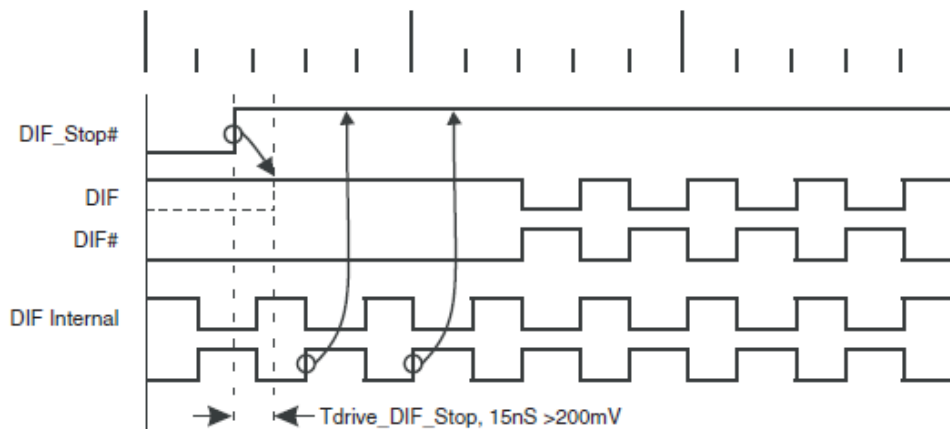 DIF_Stop#
DIF
DIF#
DIF Internal
Tdrive_DIF_Stop, 15nS >200mV